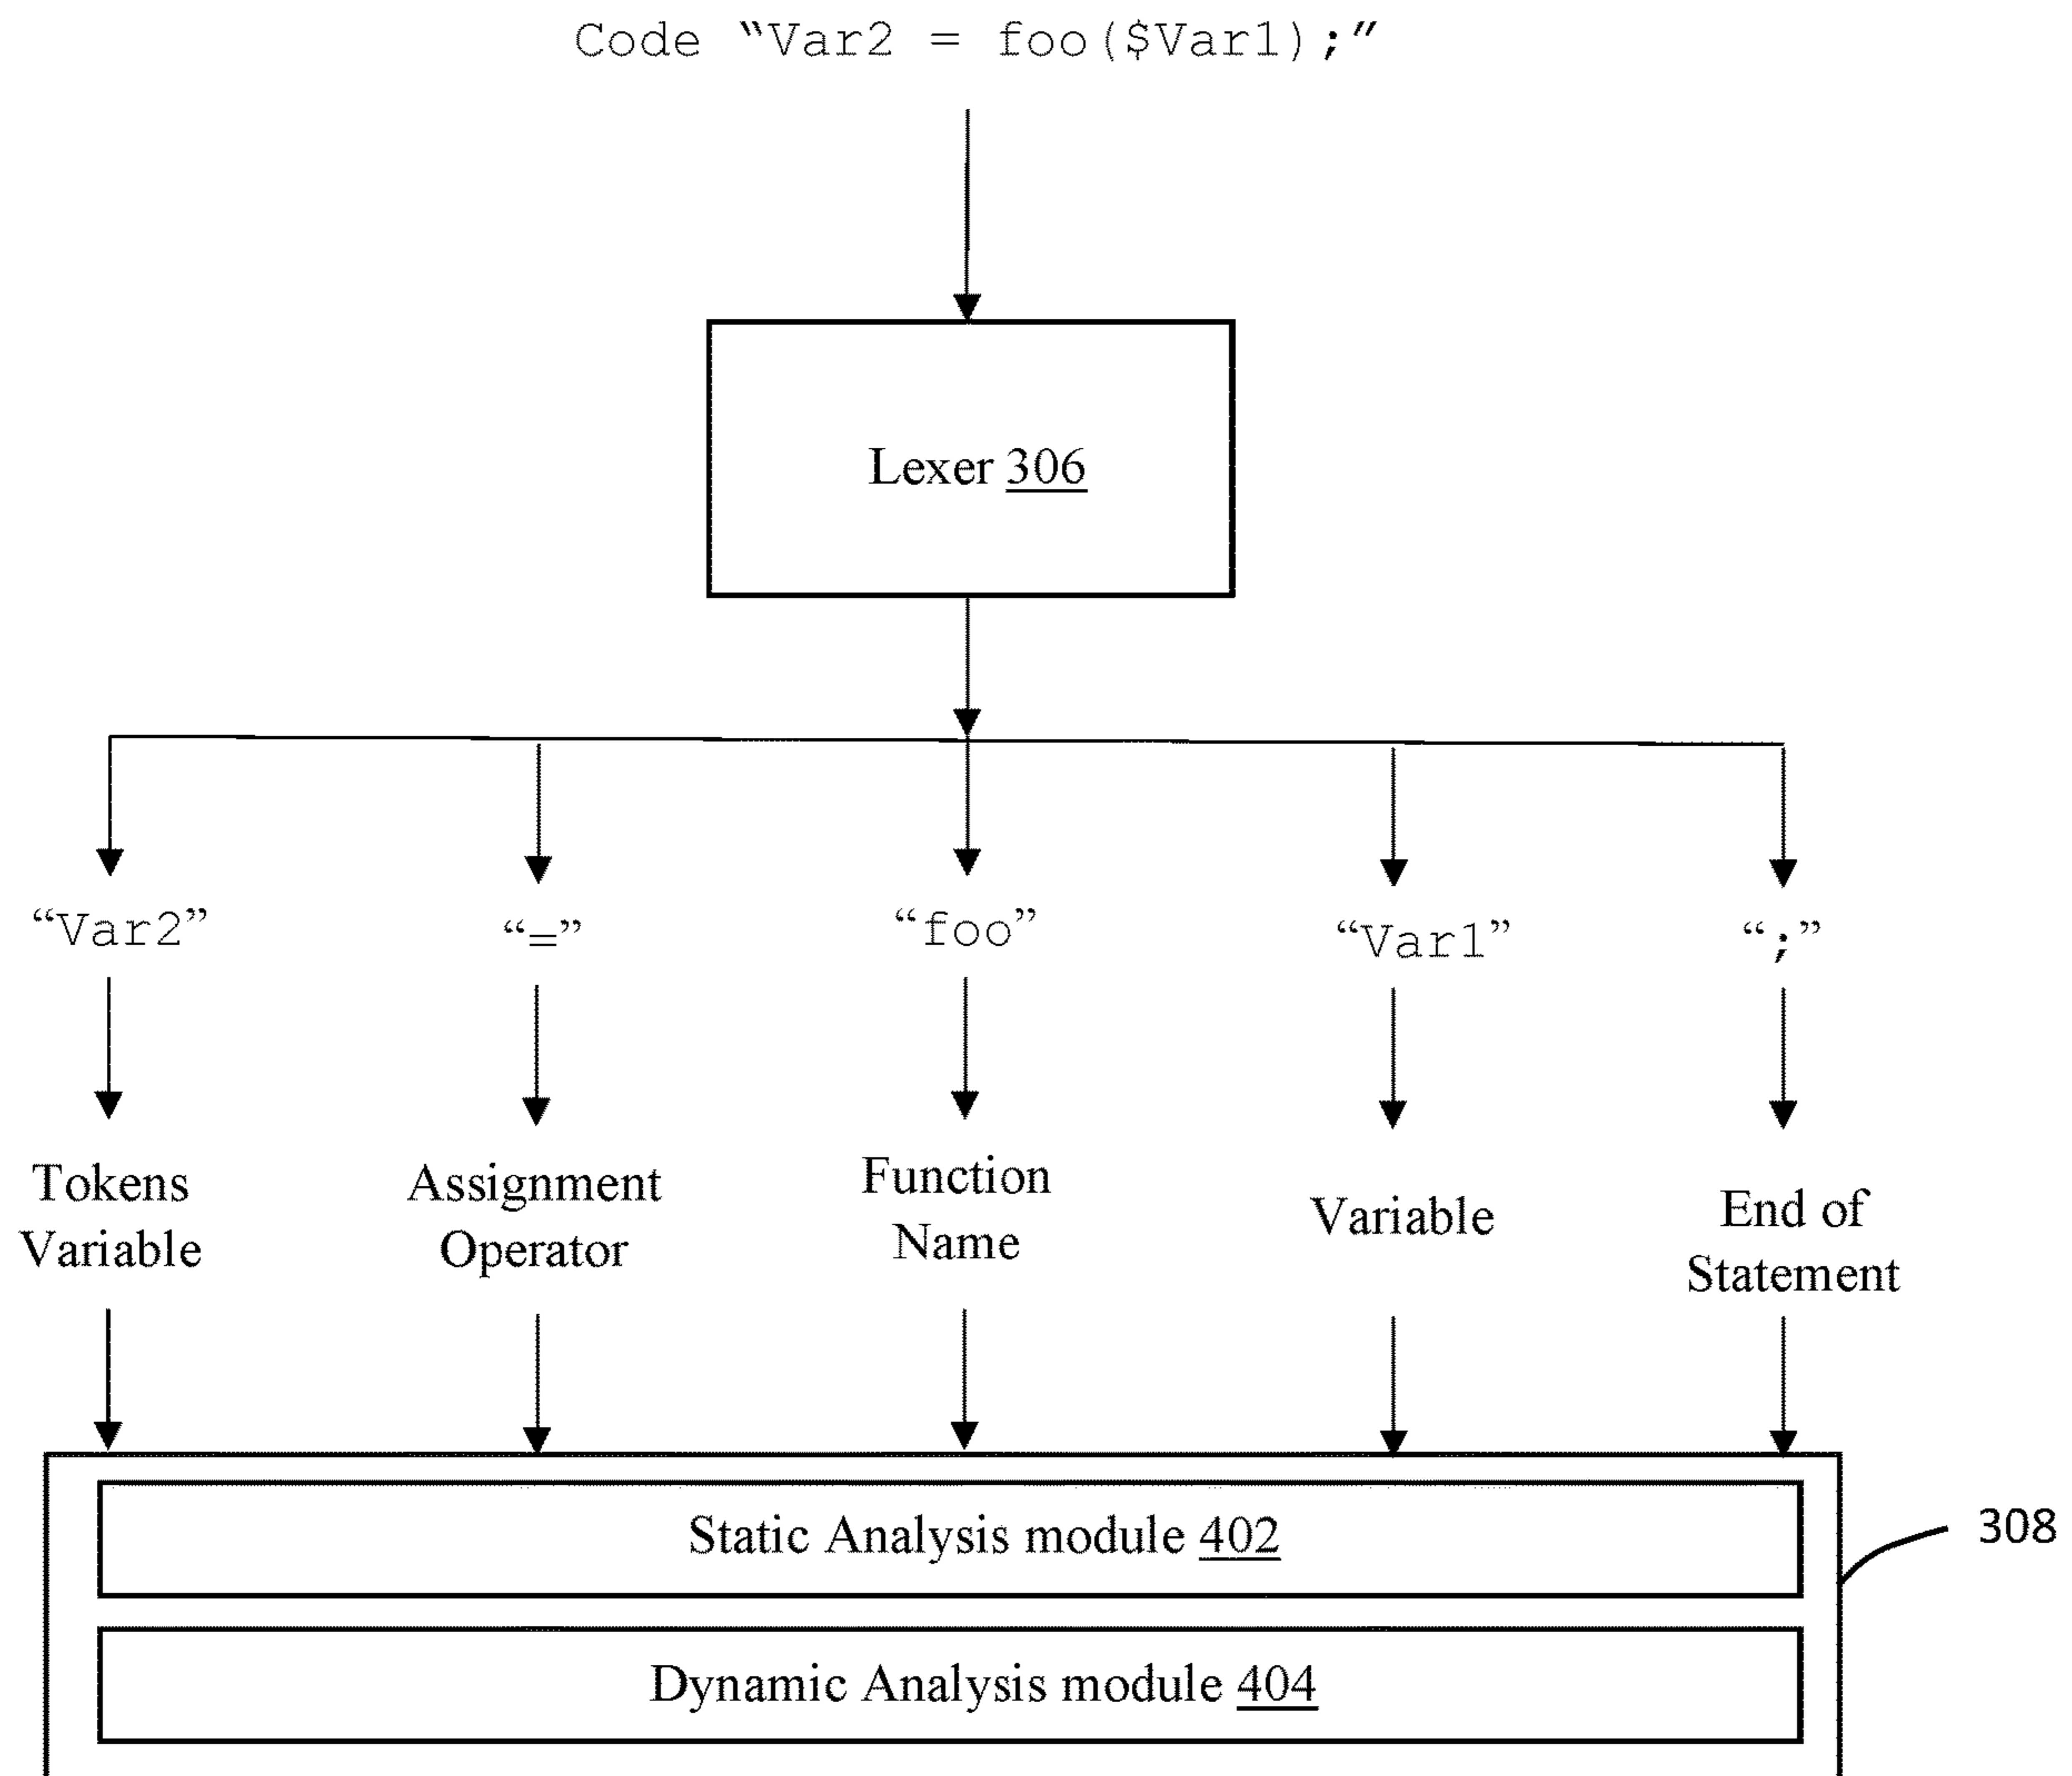 Code “Var2 = foo($Var1);”
Lexer 306
“Var2”
“=”
“foo”
“Var1”
“;”
Tokens
Variable
Assignment
Operator
Function
Name
Variable
End of
Statement
Static Analysis module 402
308
Dynamic Analysis module 404